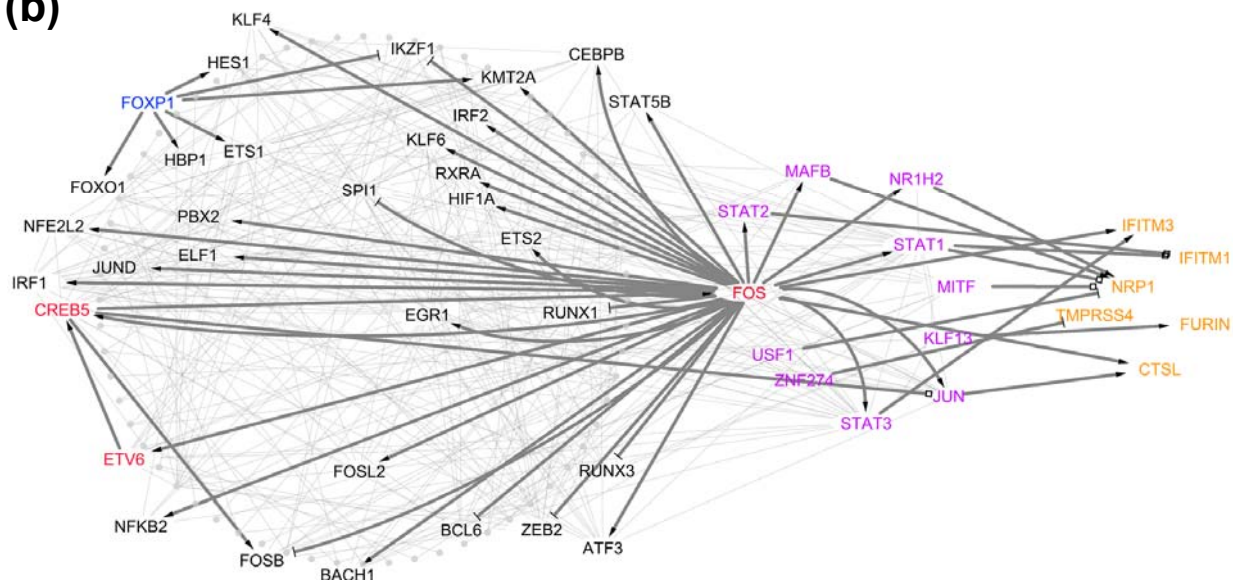 (b)
KLF4
IKZF1
CEBPB
HES1
KMT2A
FOXP1
STAT5B
IRF2
KLF6
ETS1
HBP1
RXRA
MAFB
NR1H2
FOXO1
SPI1
HIF1A
STAT2
PBX2
NFE2L2
IFITM3
ETS2
STAT1
ELF1
IFITM1
JUND
IRF1
MITF
NRP1
FOS
CREB5
EGR1
RUNX1
TMPRSS4
FURIN
KLF13
USF1
CTSL
ZNF274
JUN
STAT3
ETV6
FOSL2
RUNX3
NFKB2
BCL6
ZEB2
ATF3
FOSB
BACH1